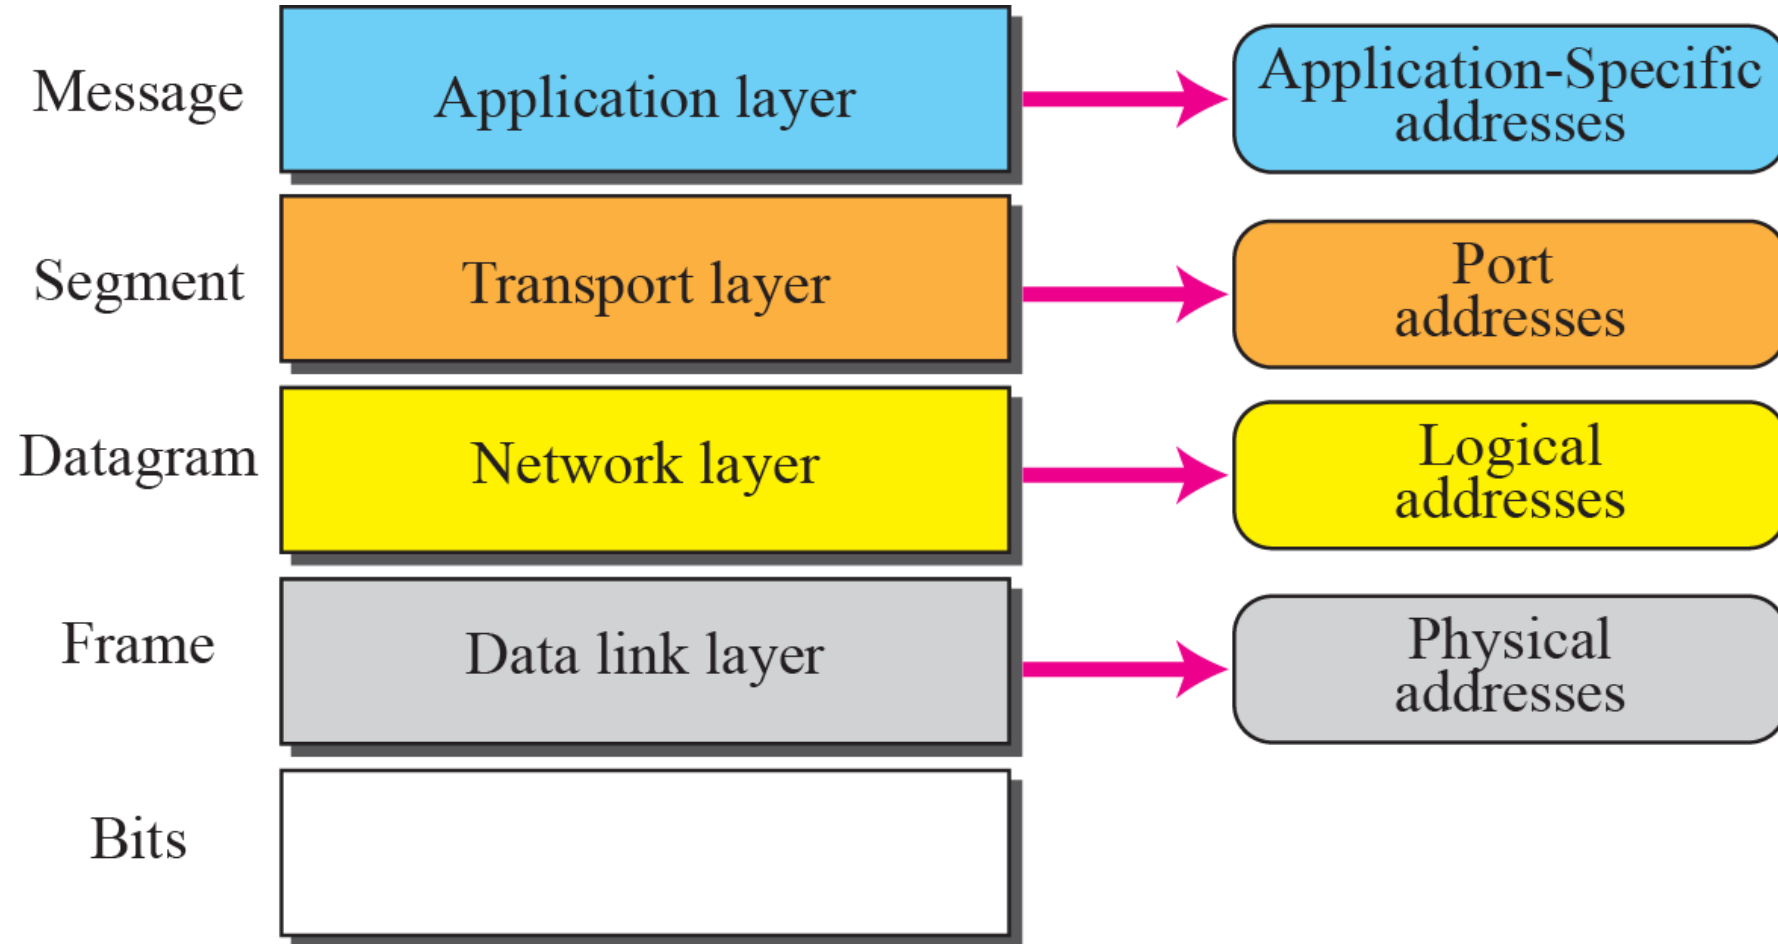 Message
Application layer
Application-Specific
addresses
Segment
Transport layer
Port
addresses
Datagram
Network layer
Logical
addresses
Frame
Data link layer
Physical
addresses
Bits